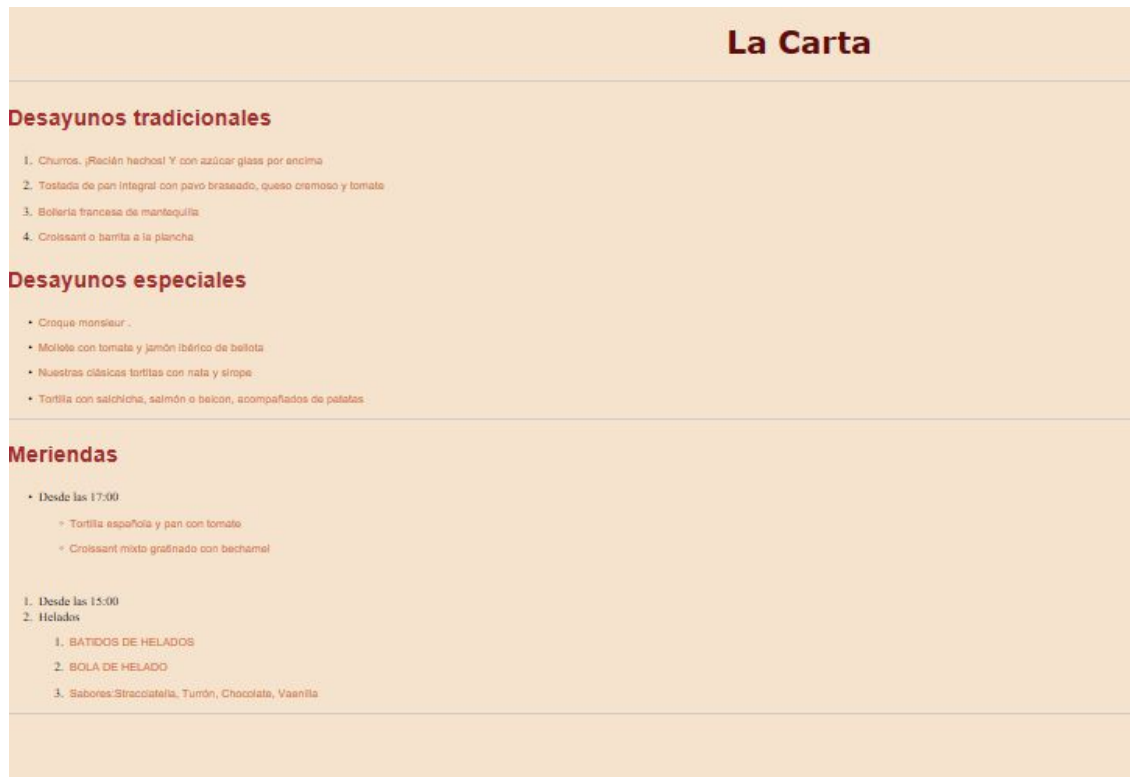 La Carta
Desayunos tradicionales
1. Churros. ¡Recién hechos! Y con azúcar glass por encima
2. Tostada de pan integral con pavo braseado, queso cremoso y tomate
3. Bollería francesa de mantequilla
4. Croissant o barrita a la plancha
Desayunos especiales
• Croque monsieur .
• Mollete con tomate y jamón ibérico de bellota
• Nuestras clásicas tortitas con nata y sirope
• Tortilla con salchicha, salmón o beicon, acompañados de patatas
Meriendas
• Desde las 17:00
◦ Tortilla española y pan con tomate
◦ Croissant mixto gratinado con bechamel
1. Desde las 15:00
2. Helados
1. BATIDOS DE HELADOS
2. BOLA DE HELADO
3. Sabores:Stracciatella, Turrón, Chocolate, Vaenilla